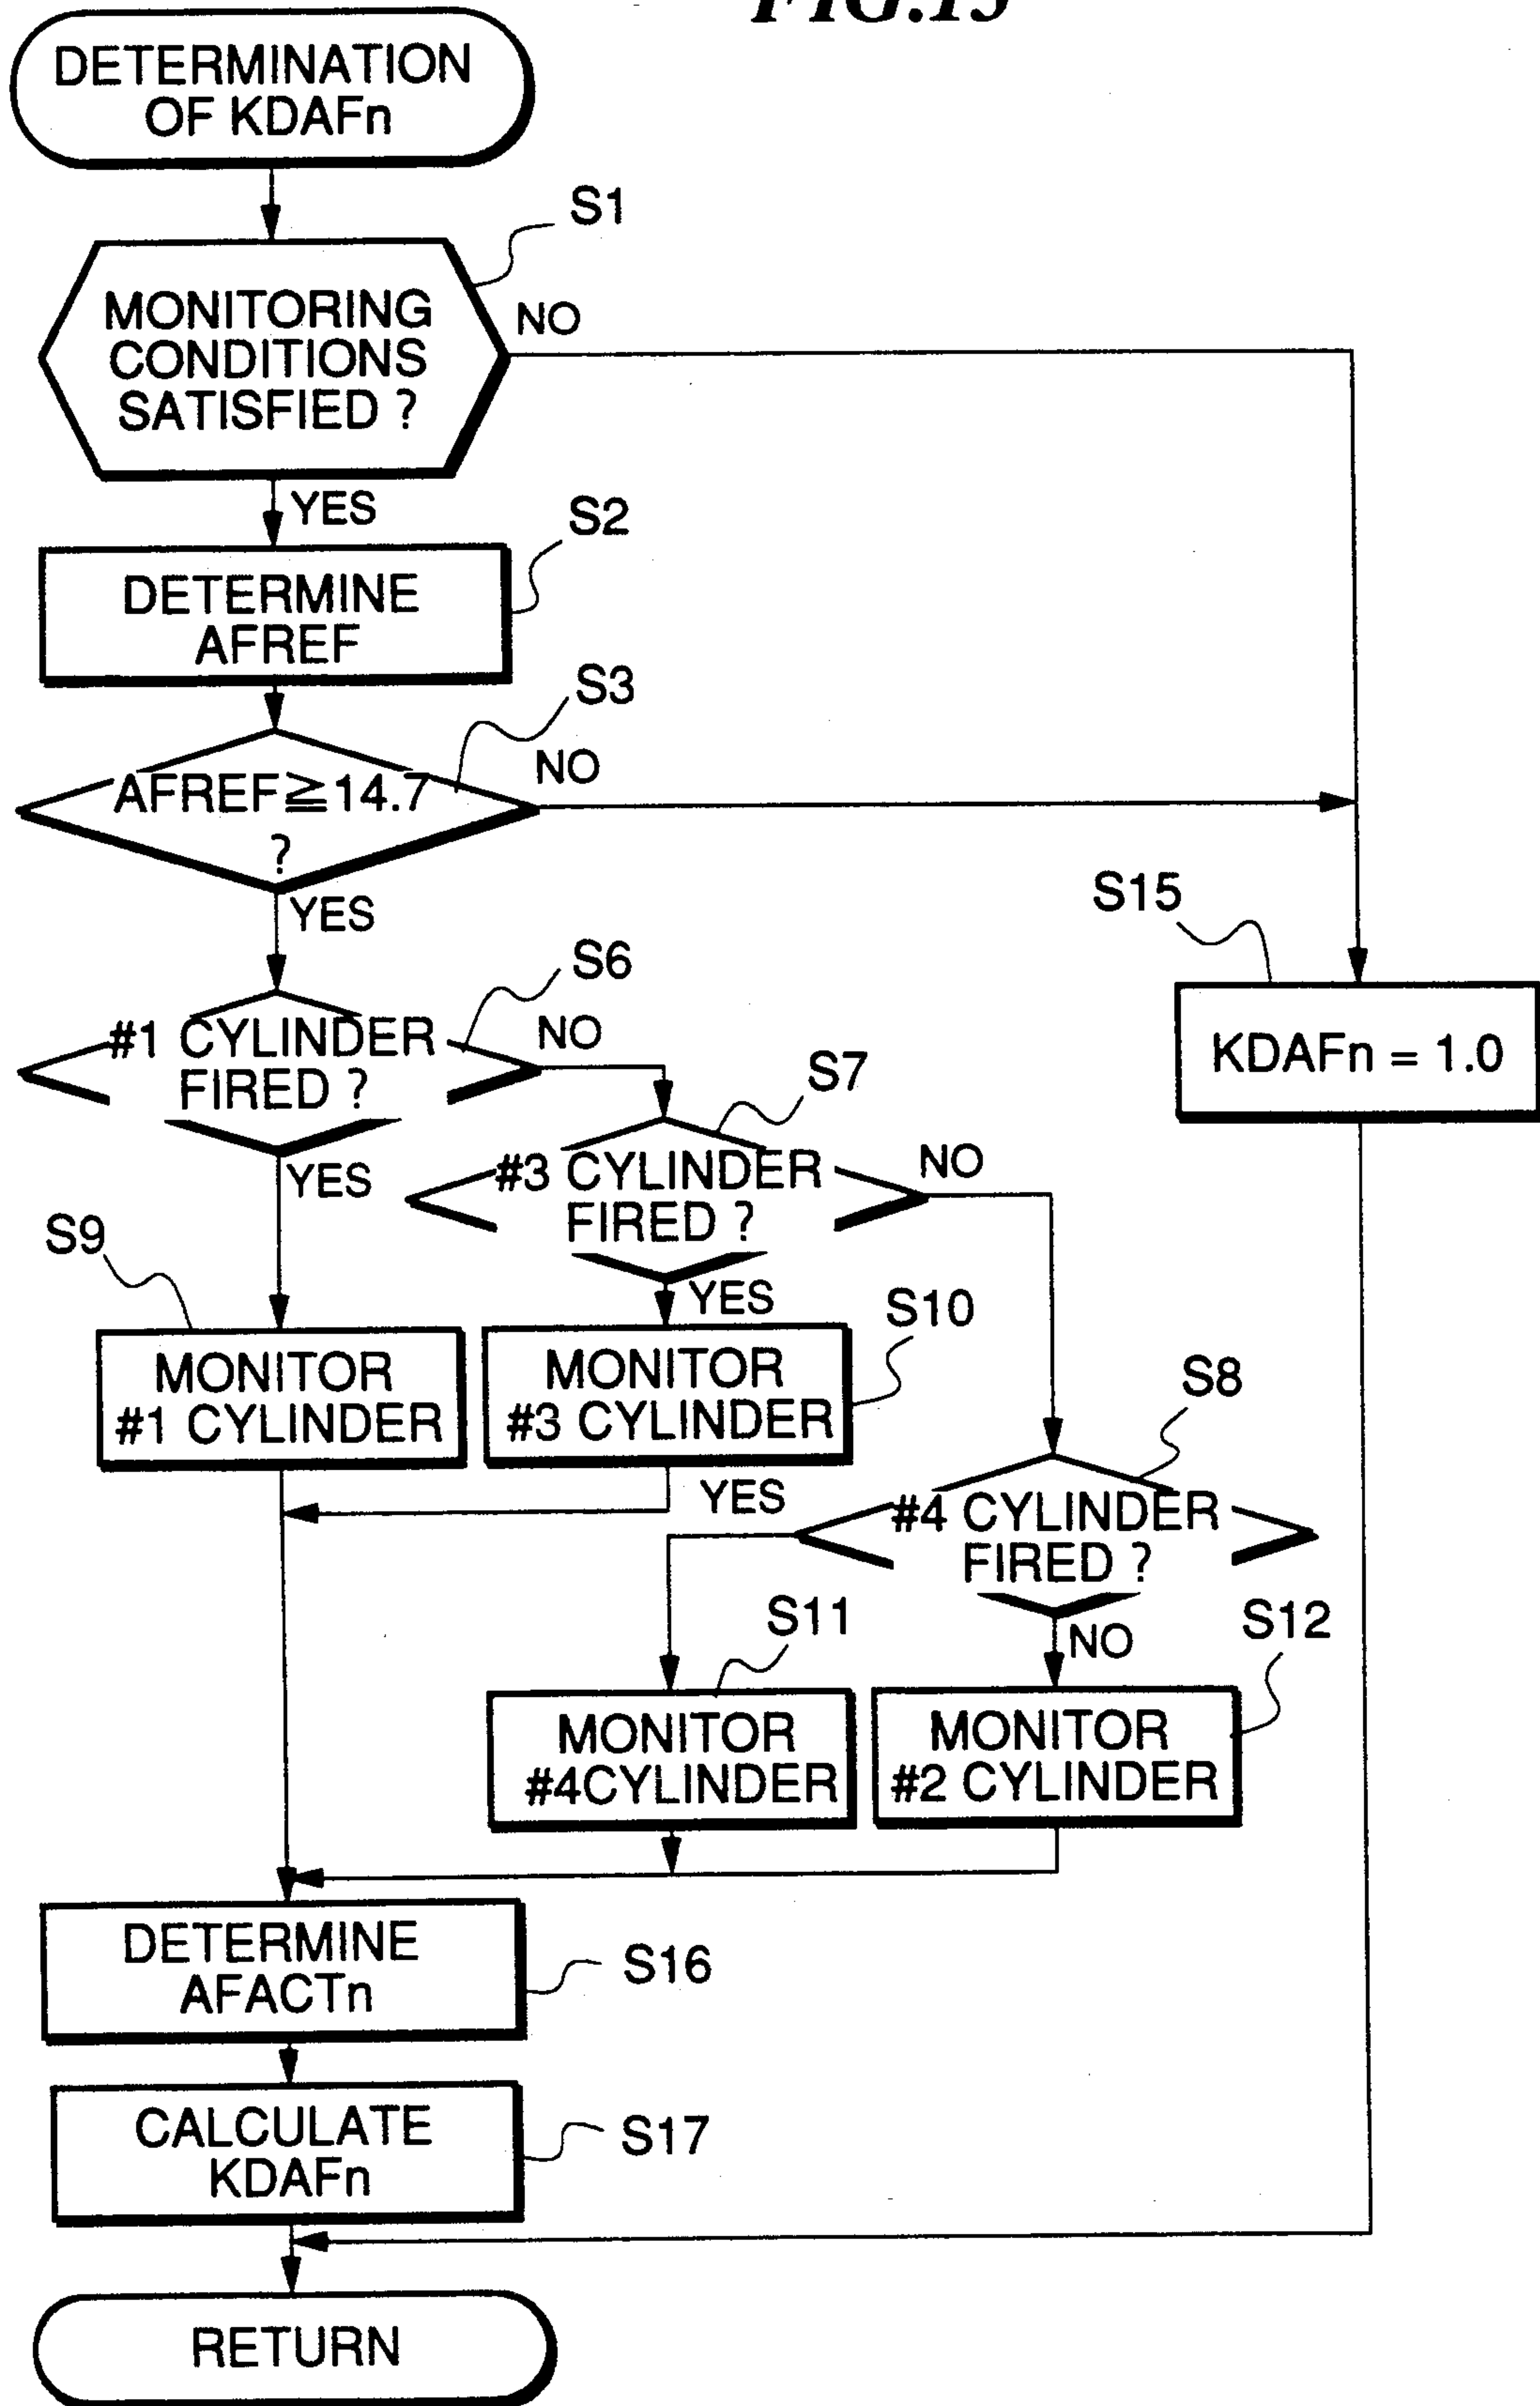 DETERMINATION
OF KDAFn
S1
MONITORING
CONDITIONS
SATISFIED ?
NO
YES
S2
DETERMINE
AFREF
S3
AFREF≧14.7
?
NO
YES
S15
KDAFn = 1.0
S6
#1 CYLINDER
FIRED ?
NO
YES
S7
#3 CYLINDER
FIRED ?
NO
YES
S9
MONITOR
#1 CYLINDER
S10
MONITOR
#3 CYLINDER
S8
#4 CYLINDER
FIRED ?
YES
NO
S11
MONITOR
#4CYLINDER
S12
MONITOR
#2 CYLINDER
DETERMINE
AFACTn
S16
CALCULATE
KDAFn
S17
RETURN